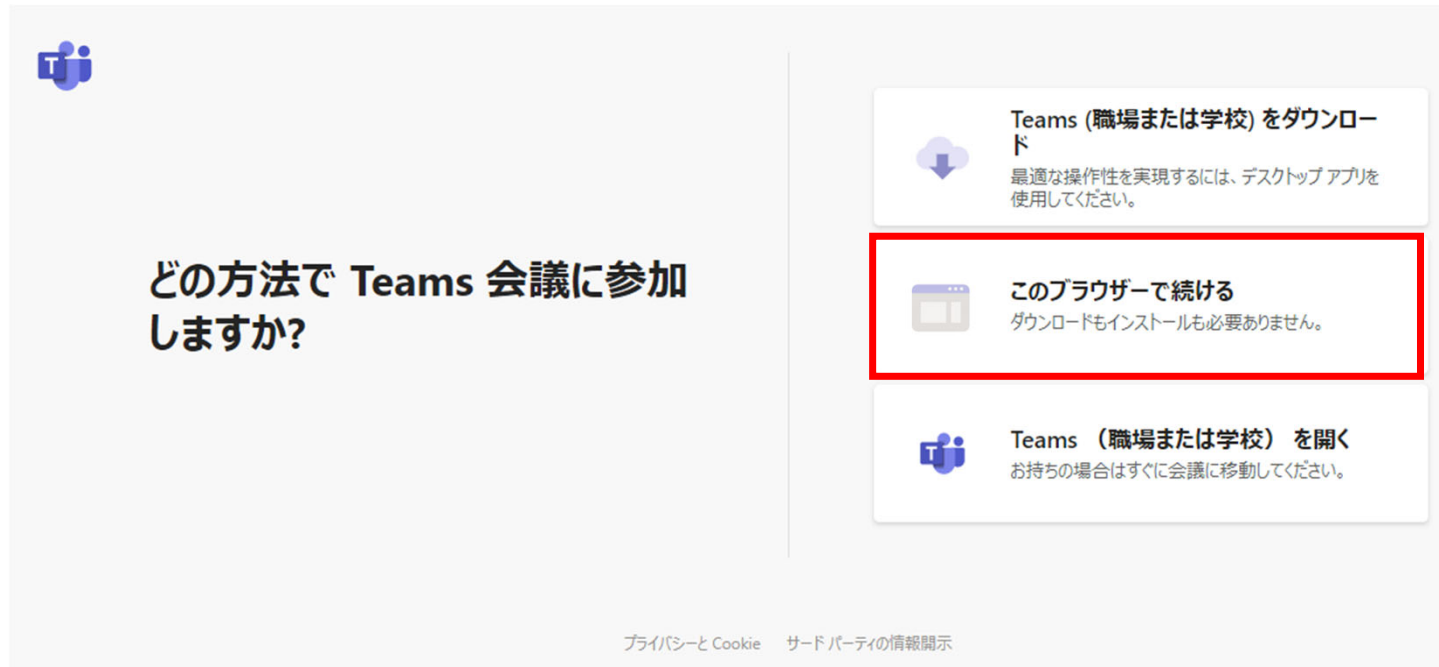 どの方法で Teams 会議に参加
しますか?
Teams (職場または学校) をダウンロー
ド
最適な操作性を実現するには、デスクトップ アプリを
使用してください。
このブラウザーで続ける
ダウンロードもインストールも必要ありません。
Teams （職場または学校） を開く
お持ちの場合はすぐに会議に移動してください。
プライバシーと Cookie サード パーティの情報開示